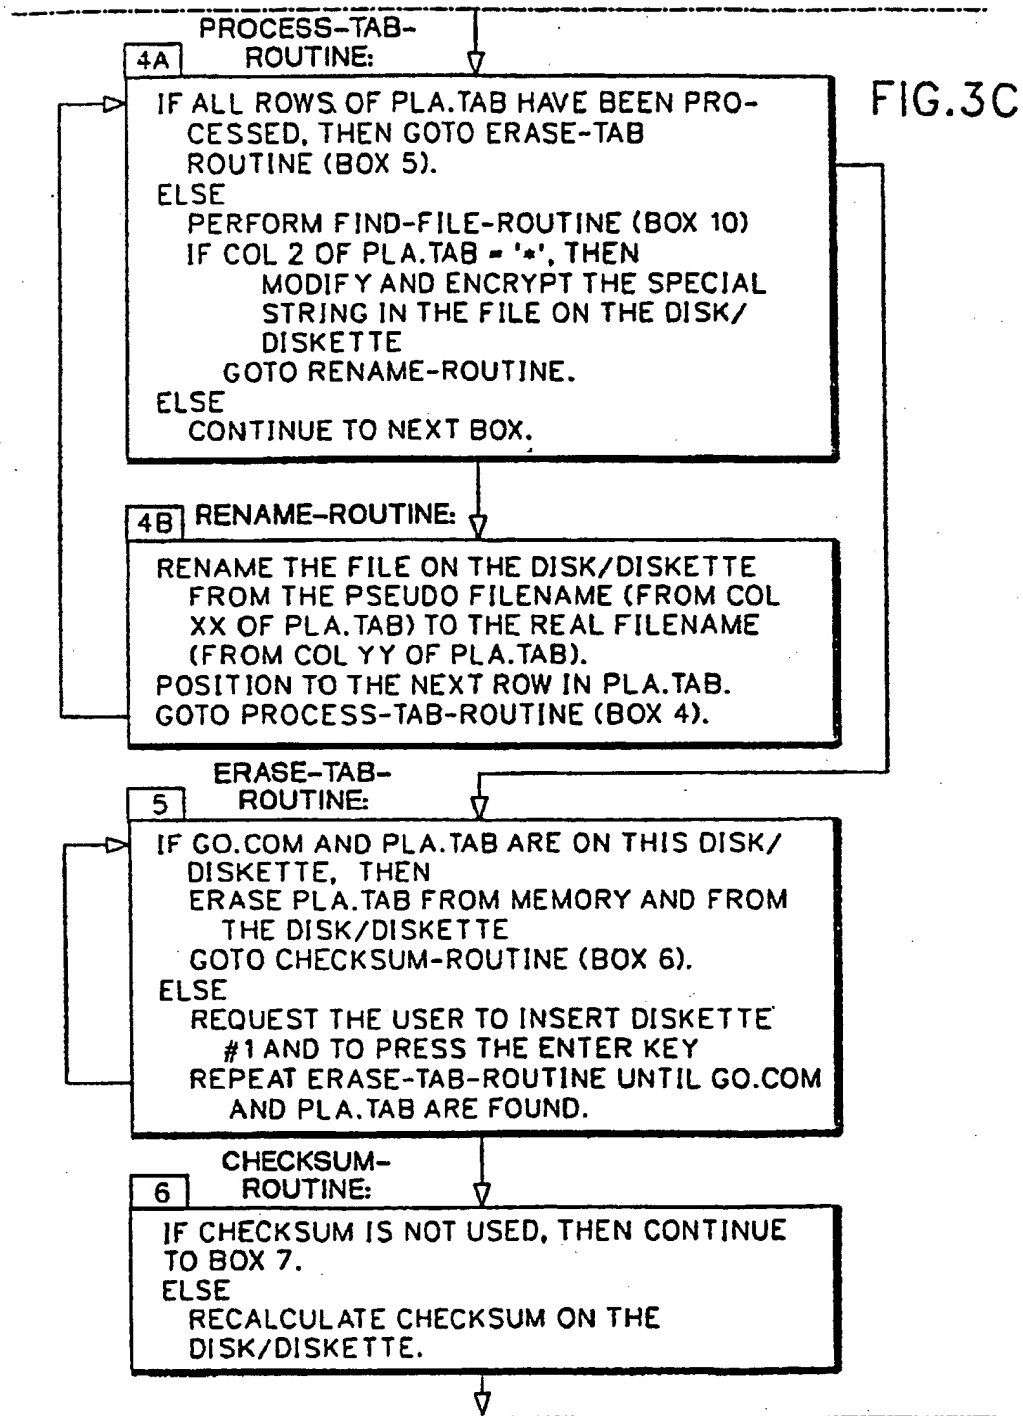 PROCESS-TAB-
ROUTINE:
4A
FIG.3C
IF ALL ROWS OF PLA.TAB HAVE BEEN PRO-
CESSED, THEN GOTO ERASE-TAB
ROUTINE (BOX 5).
ELSE
PERFORM FIND-FILE-ROUTINE (BOX 10)
IF COL 2 OF PLA.TAB = '*', THEN
MODIFY AND ENCRYPT THE SPECIAL
STRING IN THE FILE ON THE DISK/
DISKETTE
GOTO RENAME-ROUTINE.
ELSE
CONTINUE TO NEXT BOX.
4B RENAME-ROUTINE:
RENAME THE FILE ON THE DISK/DISKETTE
FROM THE PSEUDO FILENAME (FROM COL
XX OF PLA.TAB) TO THE REAL FILENAME
(FROM COL YY OF PLA.TAB).
POSITION TO THE NEXT ROW IN PLA.TAB.
GOTO PROCESS-TAB-ROUTINE (BOX 4).
ERASE-TAB-
ROUTINE:
5
IF GO.COM AND PLA.TAB ARE ON THIS DISK/
DISKETTE, THEN
ERASE PLA.TAB FROM MEMORY AND FROM
THE DISK/DISKETTE
GOTO CHECKSUM-ROUTINE (BOX 6).
ELSE
REQUEST THE USER TO INSERT DISKETTE
#1 AND TO PRESS THE ENTER KEY
REPEAT ERASE-TAB-ROUTINE UNTIL GO.COM
AND PLA.TAB ARE FOUND.
CHECKSUM-
ROUTINE:
6
IF CHECKSUM IS NOT USED, THEN CONTINUE
TO BOX 7.
ELSE
RECALCULATE CHECKSUM ON THE
DISK/DISKETTE.